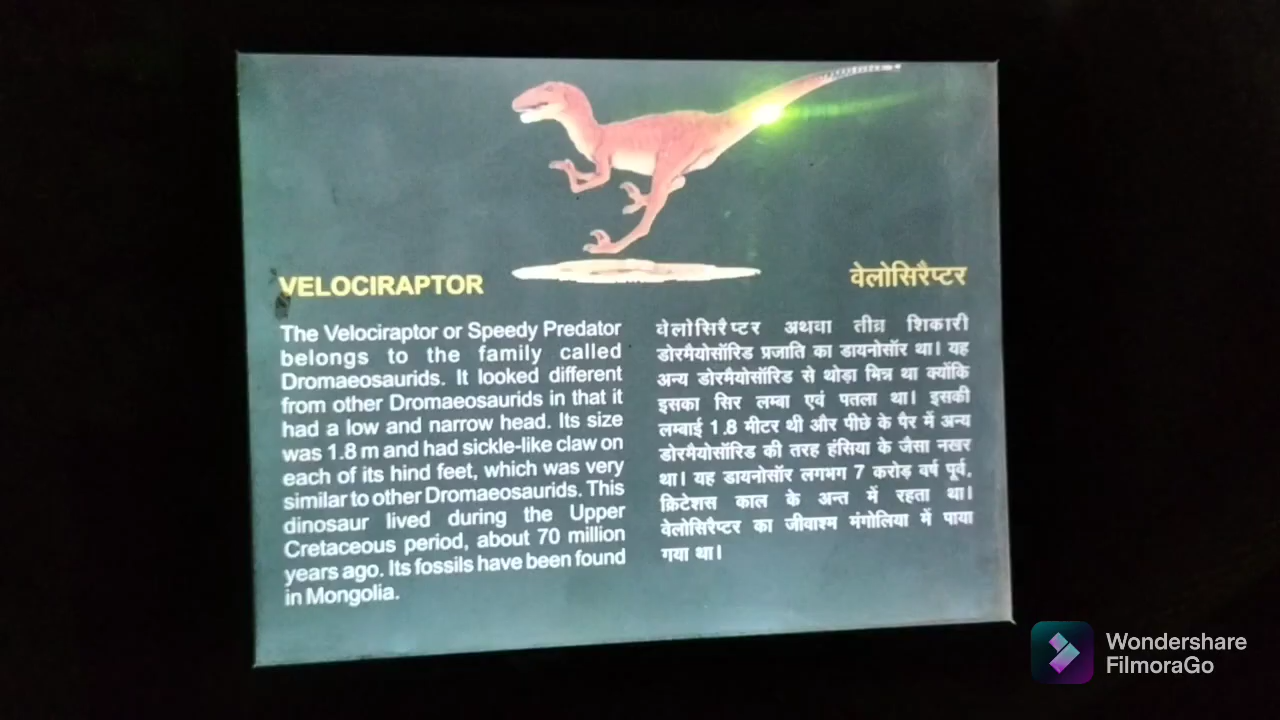 VELOCIRAPTOR
The Velociraptor or Speedy Predator
belongs to the family called
Dromaeosaurids. It looked different
from other Dromaeosaurids in that it
had a low and narrow head. Its size
was 1.8 m and had sickle-like claw on
each of its hind feet, which was very
similar to other Dromaeosaurids. This
dinosaur lived during the Upper
Cretaceous period, about 70 million
years ago. Its fossils have been found
in Mongolia.
वेलोसिरैप्टर
वेलोसिरैप्टर अथवा तीव्र शिकारी
डोरमैयोसॉरिड प्रजाति का डायनोसॉर था। यह
अन्य डोरमैयोसॉरिड से थोड़ा भिन्न था क्योंकि
इसका सिर लम्बा एवं पतला था। इसकी
लम्बाई 1.8 मीटर थी और पीछे के पैर में अन्य
डोरमैयोसॉरिड की तरह हंसिया के जैसा नखर
था। यह डायनोसॉर लगभग 7 करोड़ वर्ष पूर्व,
क्रिटेशस काल के अन्त में रहता था।
वेलोसिरैप्टर का जीवाश्म मंगोलिया में पाया
गया था।
Wondershare
FilmoraGo